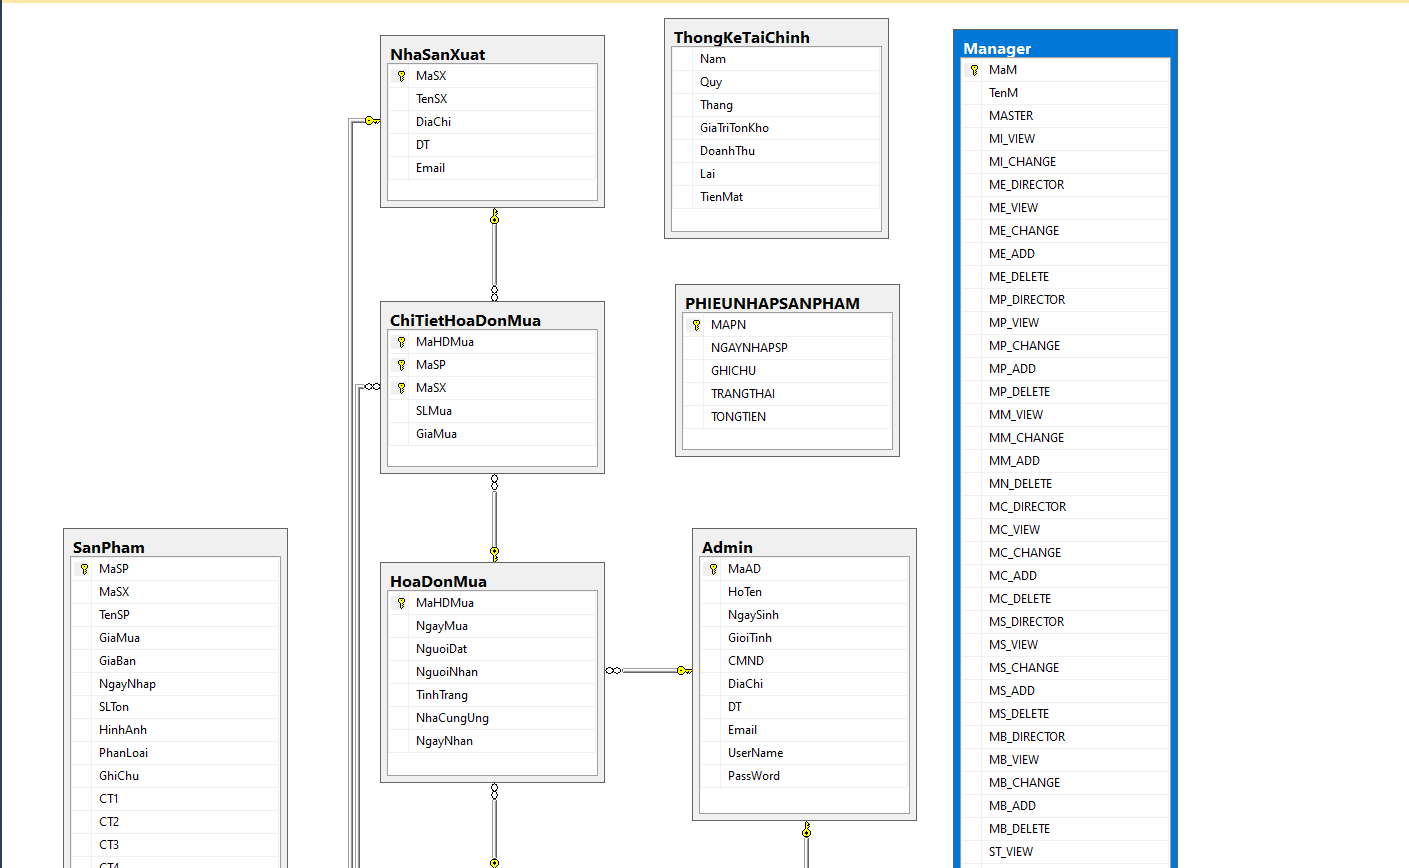 NhaSanXuat
MaSX
TenSX
DiaChi
DT
Email
ThongKeTaiChinh
Nam
Quy
Thang
GiaTriTonKho
DoanhThu
Lai
TienMat
Manager
MaM
TenM
MASTER
MI_VIEW
MI_CHANGE
ME_DIRECTOR
ME_VIEW
ME_CHANGE
ME_ADD
ME_DELETE
MP_DIRECTOR
MP_VIEW
MP_CHANGE
MP_ADD
MP_DELETE
MM_VIEW
MM_CHANGE
MM_ADD
MN_DELETE
MC_DIRECTOR
MC_VIEW
MC_CHANGE
MC_ADD
MC_DELETE
MS_DIRECTOR
MS_VIEW
MS_CHANGE
MS_ADD
MS_DELETE
MB_DIRECTOR
MB_VIEW
MB_CHANGE
MB_ADD
MB_DELETE
ST_VIEW
ChiTietHoaDonMua
MaHDMua
MaSP
MaSX
SLMua
GiaMua
PHIEUNHAPSANPHAM
MAPN
NGAYNHAPSP
GHICHU
TRANGTHAI
TONGTIEN
SanPham
MaSP
MaSX
TenSP
GiaMua
GiaBan
NgayNhap
SLTon
HinhAnh
PhanLoai
GhiChu
CT1
CT2
CT3
CT4
HoaDonMua
MaHDMua
NgayMua
NguoiDat
NguoiNhan
TinhTrang
NhaCungUng
NgayNhan
Admin
MaAD
HoTen
NgaySinh
GioiTinh
CMND
DiaChi
DT
Email
UserName
PassWord